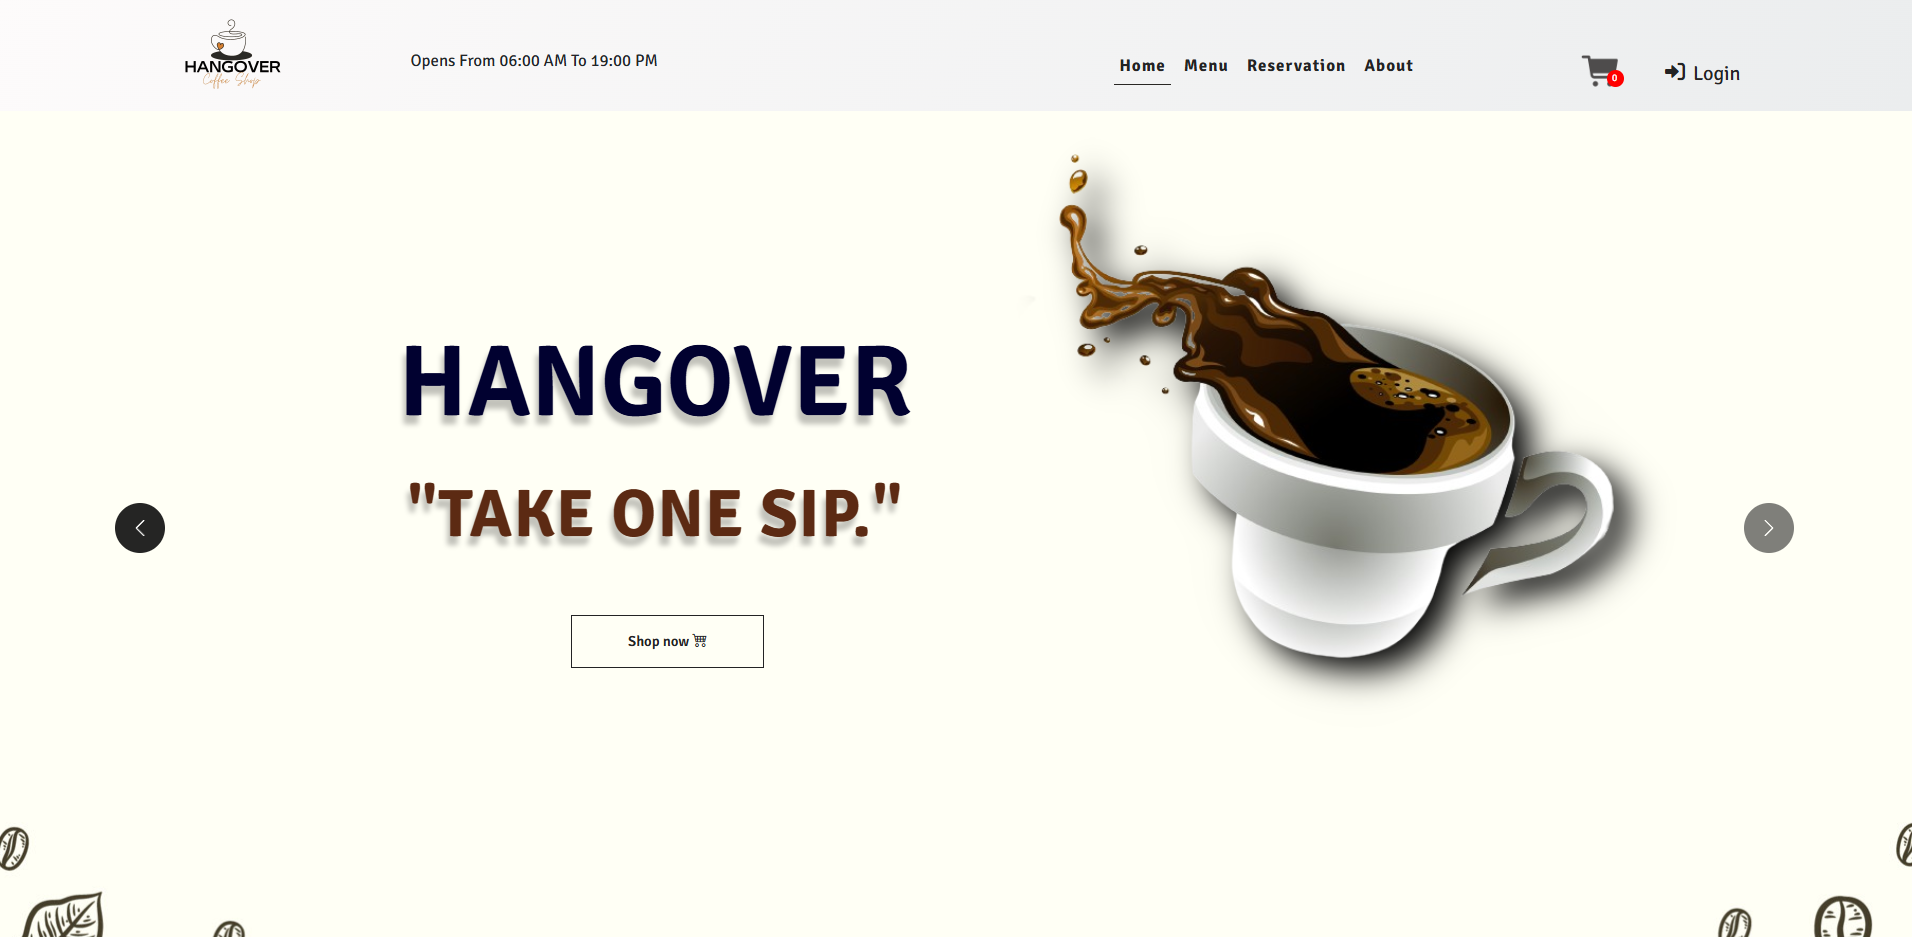 HANGOVER
Coffee Shop
Opens From 06:00 AM To 19:00 PM
Home Menu Reservation About
0
Login
HANGOVER
"TAKE ONE SIP."
Shop now